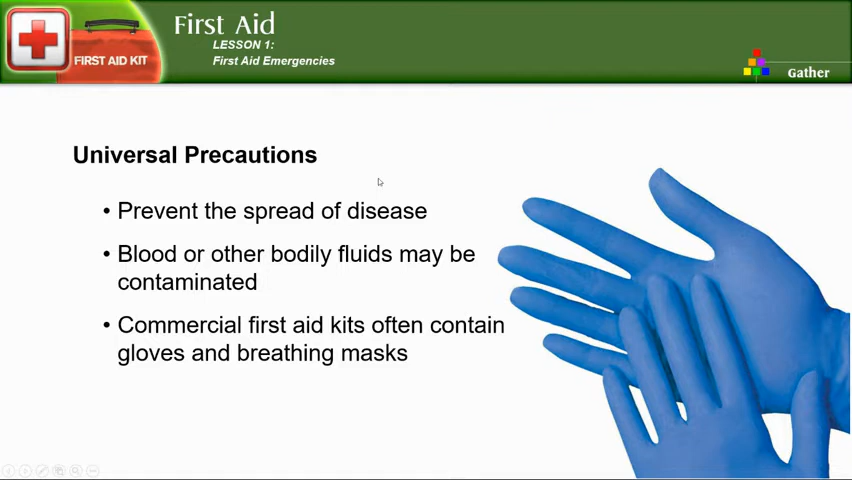 First Aid
LESSON 1:
First Aid Emergencies
FIRST AID KIT
Gather
Universal Precautions
• Prevent the spread of disease
• Blood or other bodily fluids may be
contaminated
• Commercial first aid kits often contain
gloves and breathing masks